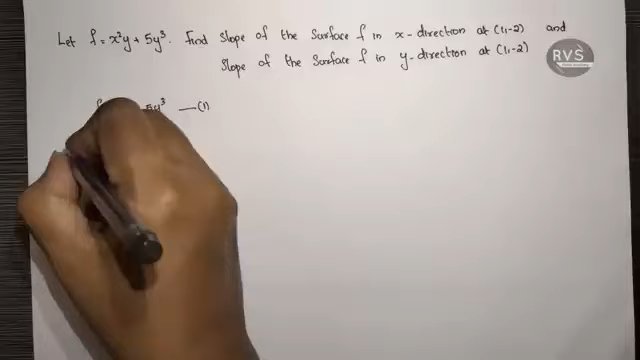 Let f = x²y + 5y³. Find Slope of the Surface f in x-direction at (1,-2) and
Slope of the Surface f in y-direction at (1,-2)
RVS
5y³ —(1)